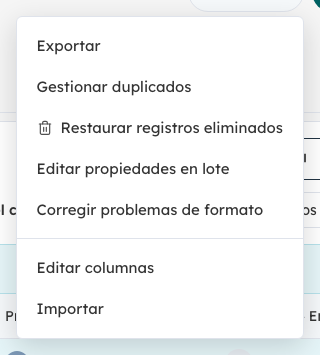 Exportar
Gestionar duplicados
Restaurar registros eliminados
Editar propiedades en lote
Corregir problemas de formato
Editar columnas
Importar